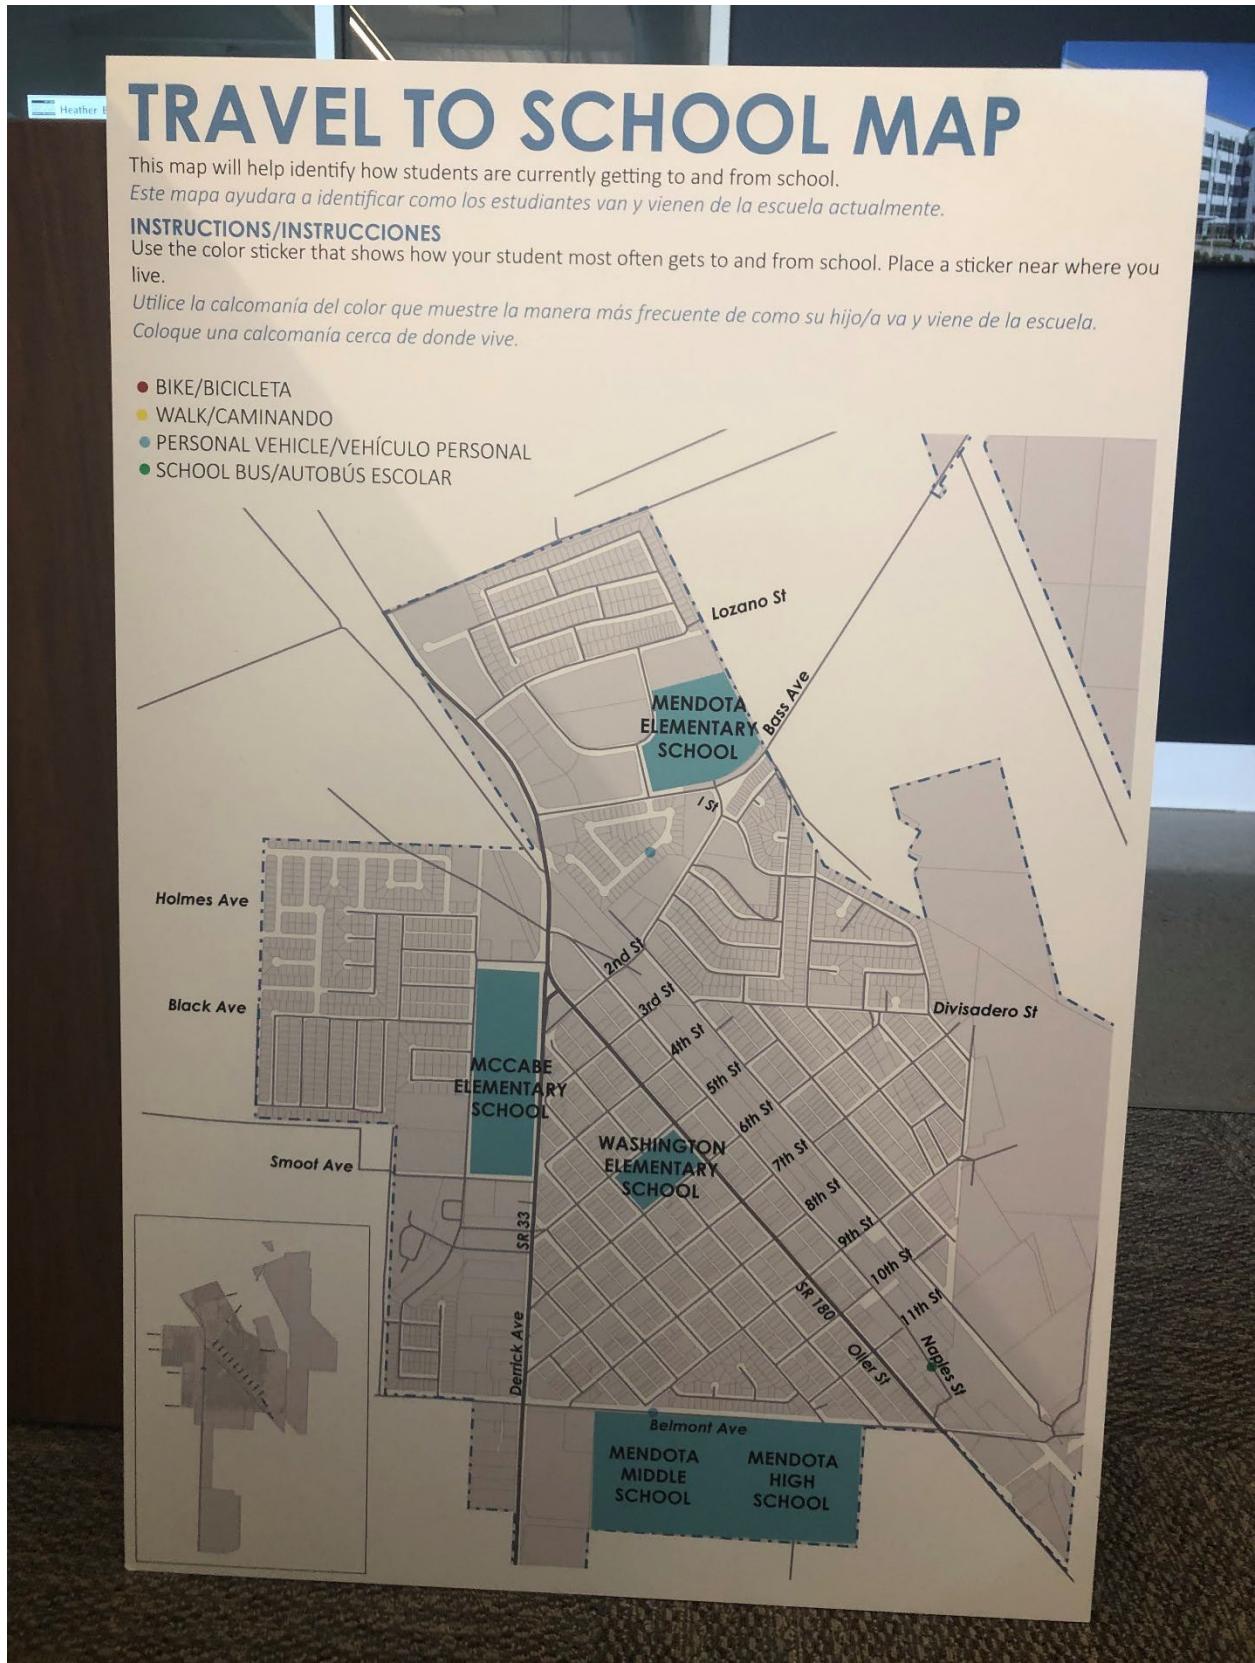 Heather
TRAVEL TO SCHOOL MAP
This map will help identify how students are currently getting to and from school.
Este mapa ayudara a identificar como los estudiantes van y vienen de la escuela actualmente.
INSTRUCTIONS/INSTRUCCIONES
Use the color sticker that shows how your student most often gets to and from school. Place a sticker near where you
live.
Utilice la calcomanía del color que muestre la manera más frecuente de como su hijo/a va y viene de la escuela.
Coloque una calcomanía cerca de donde vive.
BIKE/BICICLETA
WALK/CAMINANDO
PERSONAL VEHICLE/VEHÍCULO PERSONAL
SCHOOL BUS/AUTOBÚS ESCOLAR
Lozano St
Bass Ave
MENDOTA
ELEMENTARY
SCHOOL
I St
Holmes Ave
2nd St
3rd St
Black Ave
Divisadero St
4th St
5th St
MCCABE
ELEMENTARY
SCHOOL
6th St
WASHINGTON
ELEMENTARY
SCHOOL
7th St
Smoot Ave
8th St
SR 33
9th St
10th St
SR 180
11th St
Derrick Ave
Oller St
Naples St
Belmont Ave
MENDOTA
MIDDLE
SCHOOL
MENDOTA
HIGH
SCHOOL